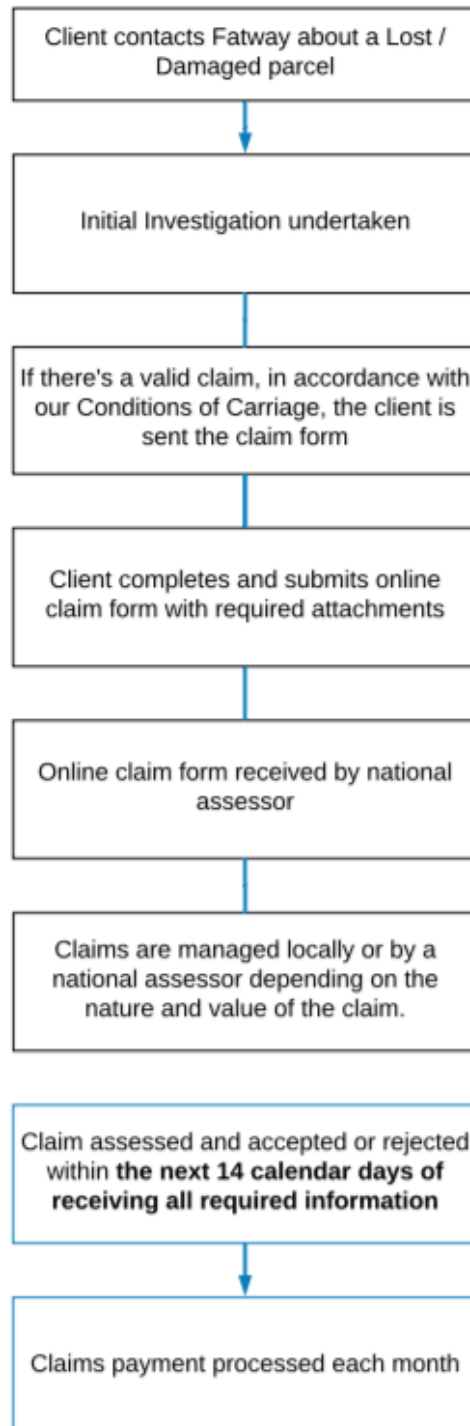 Client contacts Fatway about a Lost /
Damaged parcel
Initial Investigation undertaken
If there's a valid claim, in accordance with
our Conditions of Carriage, the client is
sent the claim form
Client completes and submits online
claim form with required attachments
Online claim form received by national
assessor
Claims are managed locally or by a
national assessor depending on the
nature and value of the claim.
Claim assessed and accepted or rejected
within the next 14 calendar days of
receiving all required information
Claims payment processed each month